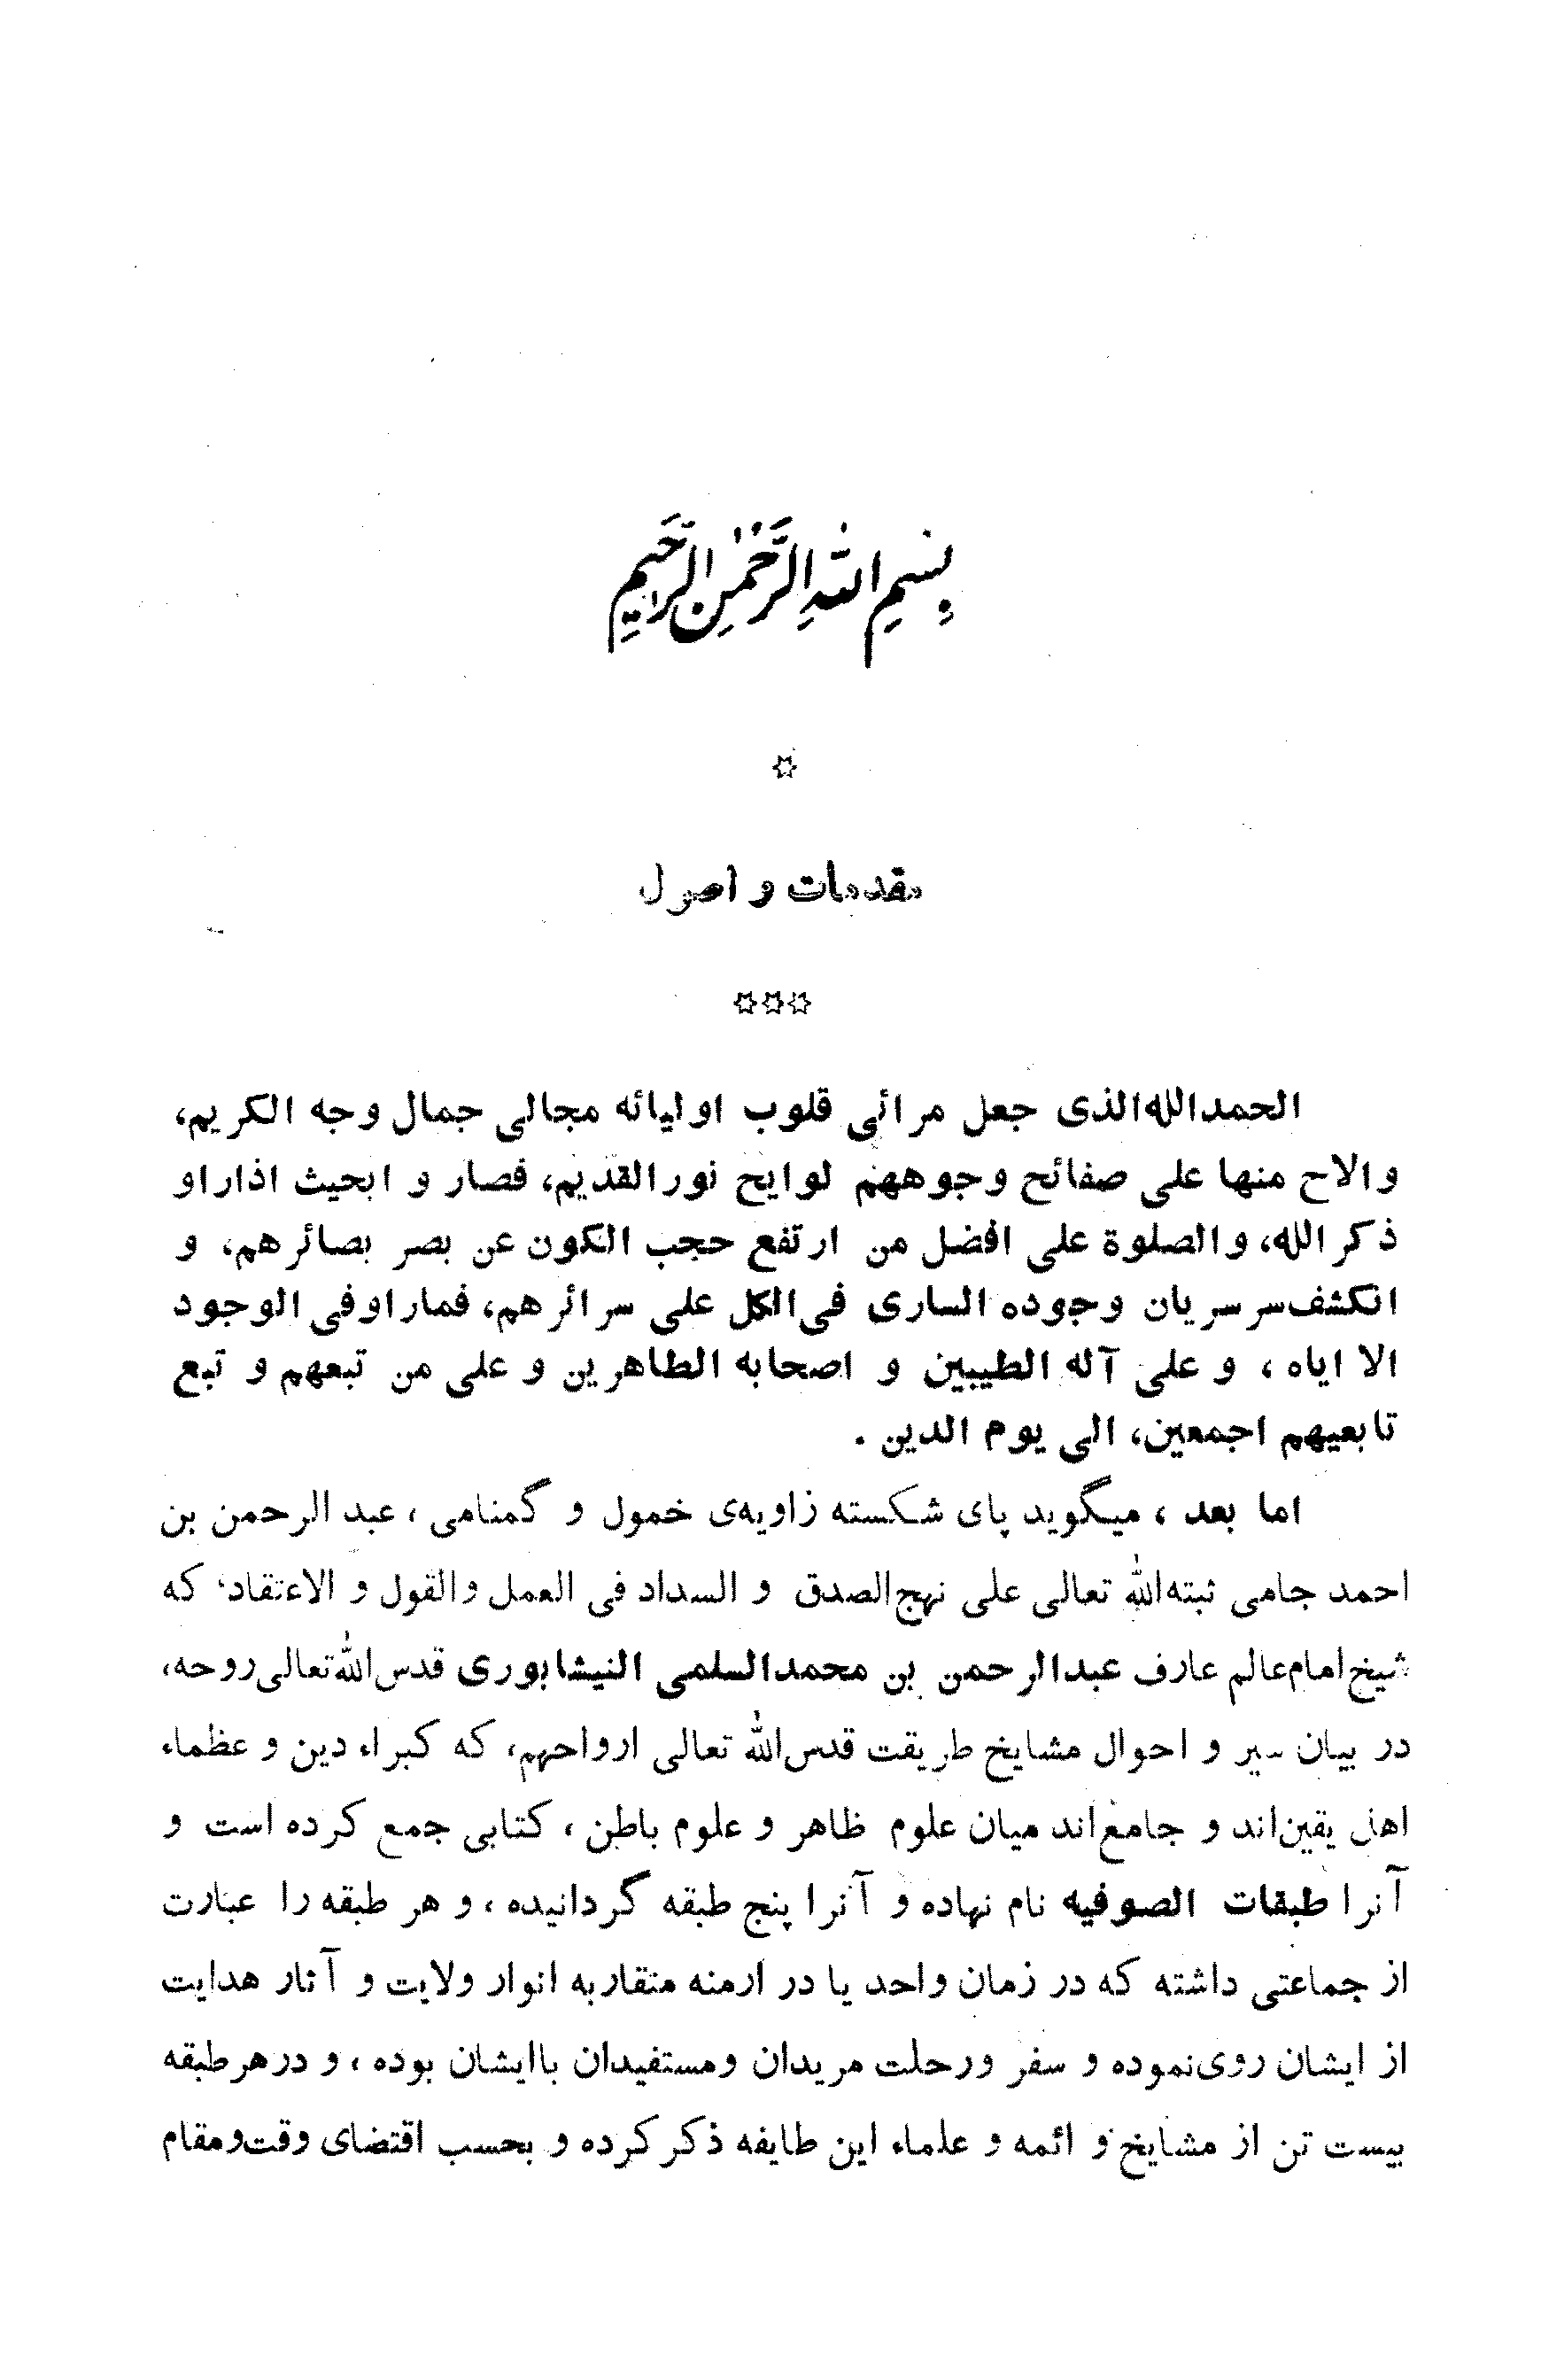 بِسْمِ اللهِ الرَّحْمٰنِ الرَّحِيمِ
مقدمات و اصول
الحمدالله‌الذی جعل مرائی قلوب اولیائه مجالی جمال وجه الکریم،
والاح منها علی صفائح وجوههم لوایح نورالقدیم، فصار و ابحیث اذاراو
ذکرالله، والصلوة علی افضل من ارتفع حجب الکون عن بصر بصائرهم، و
انکشف‌سرسریان وجوده الساری فی‌الکل علی سرائرهم، فماراوفی الوجود
الا ایاه ، و علی آله الطیبین و اصحابه الطاهرین و علی من تبعهم و تبع
تابعیهم اجمعین، الی یوم الدین .
اما بعد ، میگوید پای شکسته زاویه‌ی خمول و گمنامی ، عبد الرحمن بن
احمد جامی ثبته‌الله تعالی علی نهج‌الصدق و السداد فی العمل والقول و الاعتقاد، که
شیخ‌امام‌عالم عارف عبدالرحمن بن محمدالسلمی النیشابوری قدس‌الله‌تعالی‌روحه،
در بیان سیر و احوال مشایخ طریقت قدس‌الله تعالی ارواحهم، که کبراء دین و عظماء
اهل یقین‌اند و جامع‌اند میان علوم ظاهر و علوم باطن ، کتابی جمع کرده است و
آنرا طبقات الصوفیه نام نهاده و آنرا پنج طبقه گردانیده ، و هر طبقه را عبارت
از جماعتی داشته که در زمان واحد یا در ازمنه متقاربه انوار ولایت و آثار هدایت
از ایشان روی‌نموده و سفر ورحلت مریدان ومستفیدان باایشان بوده ، و درهرطبقه
بیست تن از مشایخ و ائمه و علماء این طایفه ذکرکرده و بحسب اقتضای وقت‌ومقام